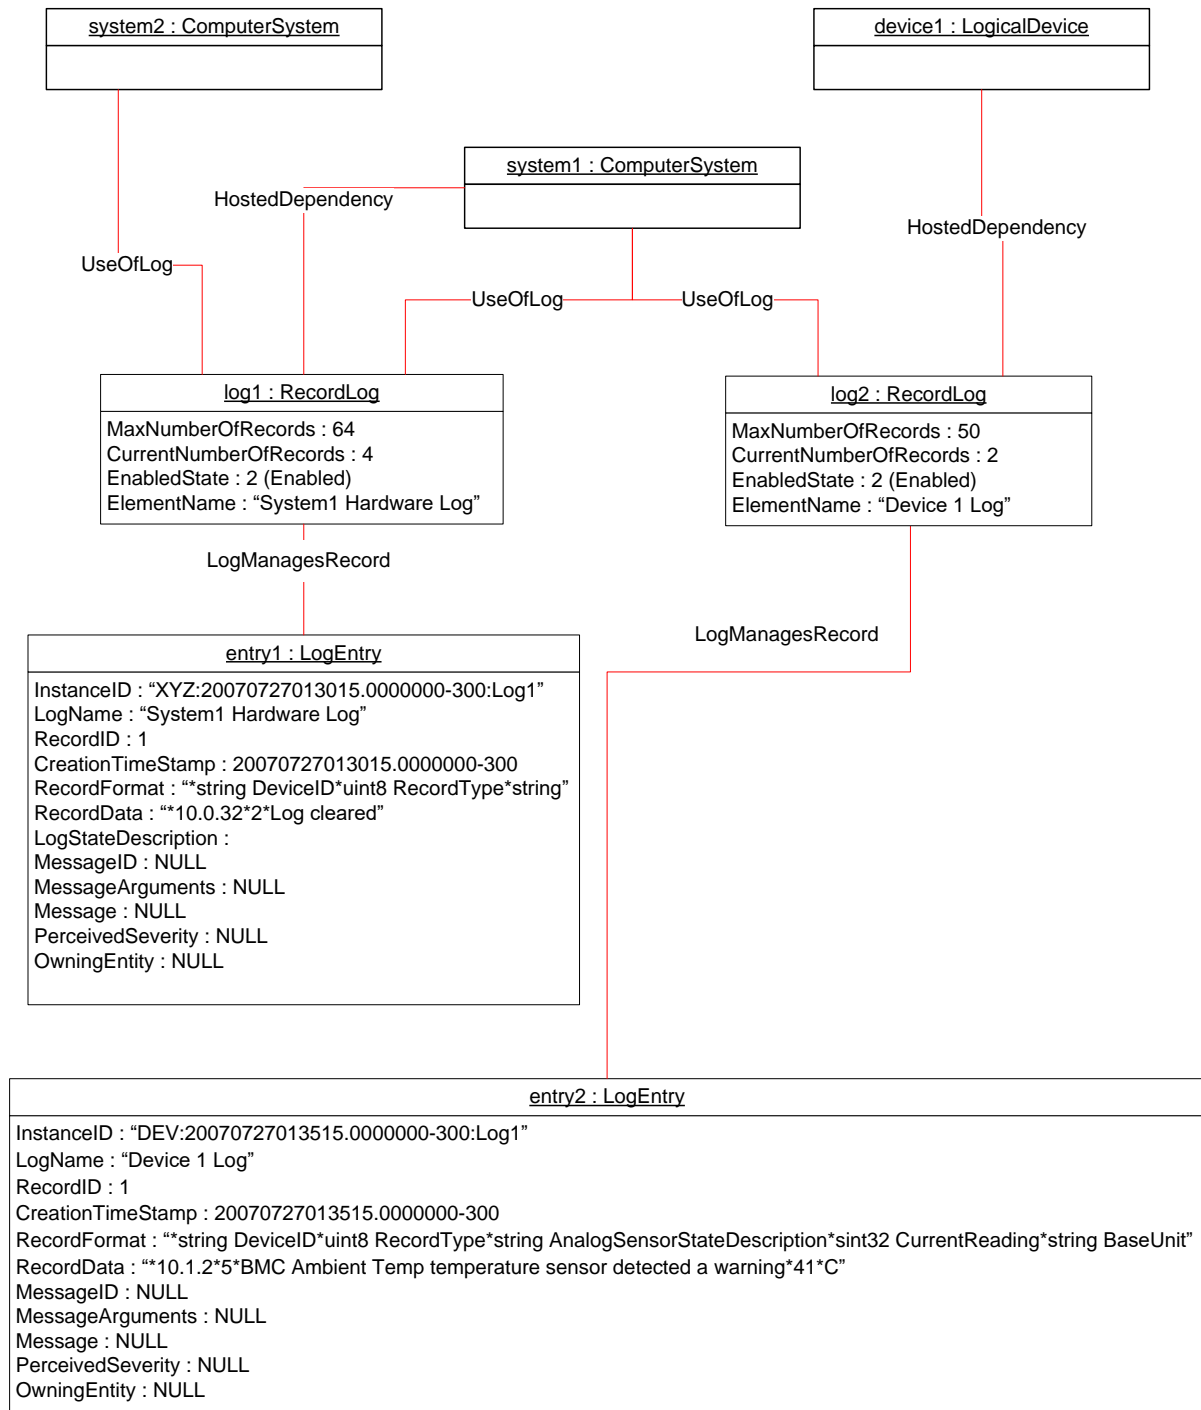 system2 : ComputerSystem
device1 : LogicalDevice
system1 : ComputerSystem
HostedDependency
HostedDependency
UseOfLog
UseOfLog
UseOfLog
log1 : RecordLog
MaxNumberOfRecords : 64
CurrentNumberOfRecords : 4
EnabledState : 2 (Enabled)
ElementName : “System1 Hardware Log”
log2 : RecordLog
MaxNumberOfRecords : 50
CurrentNumberOfRecords : 2
EnabledState : 2 (Enabled)
ElementName : “Device 1 Log”
LogManagesRecord
LogManagesRecord
entry1 : LogEntry
InstanceID : “XYZ:20070727013015.0000000-300:Log1”
LogName : “System1 Hardware Log”
RecordID : 1
CreationTimeStamp : 20070727013015.0000000-300
RecordFormat : “*string DeviceID*uint8 RecordType*string”
RecordData : “*10.0.32*2*Log cleared”
LogStateDescription :
MessageID : NULL
MessageArguments : NULL
Message : NULL
PerceivedSeverity : NULL
OwningEntity : NULL
entry2 : LogEntry
InstanceID : “DEV:20070727013515.0000000-300:Log1”
LogName : “Device 1 Log”
RecordID : 1
CreationTimeStamp : 20070727013515.0000000-300
RecordFormat : “*string DeviceID*uint8 RecordType*string AnalogSensorStateDescription*sint32 CurrentReading*string BaseUnit”
RecordData : “*10.1.2*5*BMC Ambient Temp temperature sensor detected a warning*41*C”
MessageID : NULL
MessageArguments : NULL
Message : NULL
PerceivedSeverity : NULL
OwningEntity : NULL